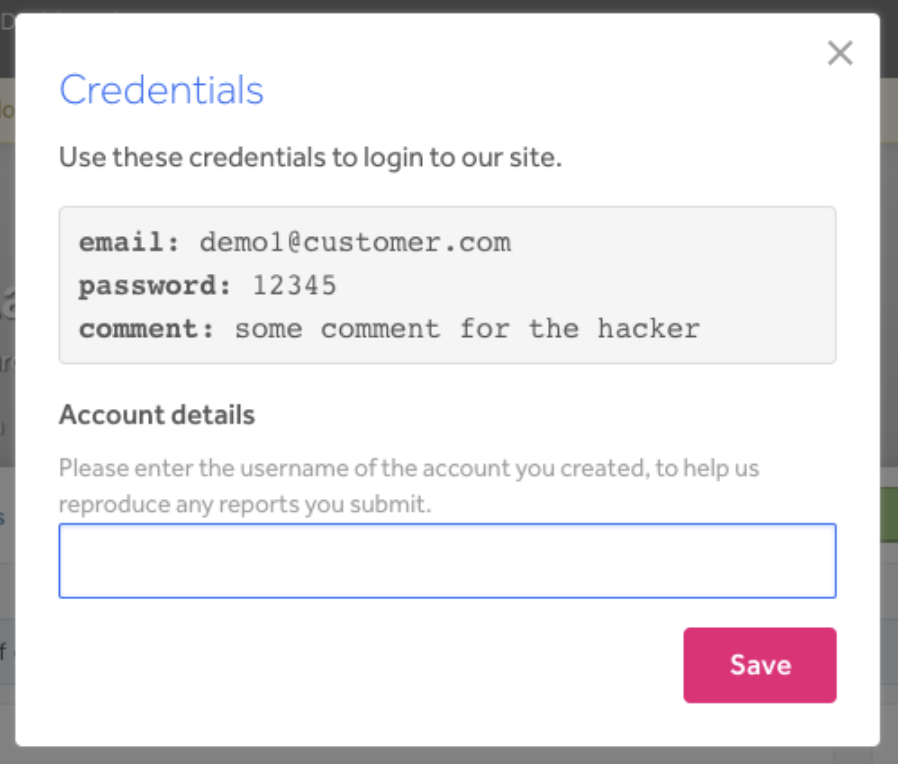 Credentials
Use these credentials to login to our site.
email: demo1@customer.com
password: 12345
comment: some comment for the hacker
Account details
Please enter the username of the account you created, to help us
reproduce any reports you submit.
Save